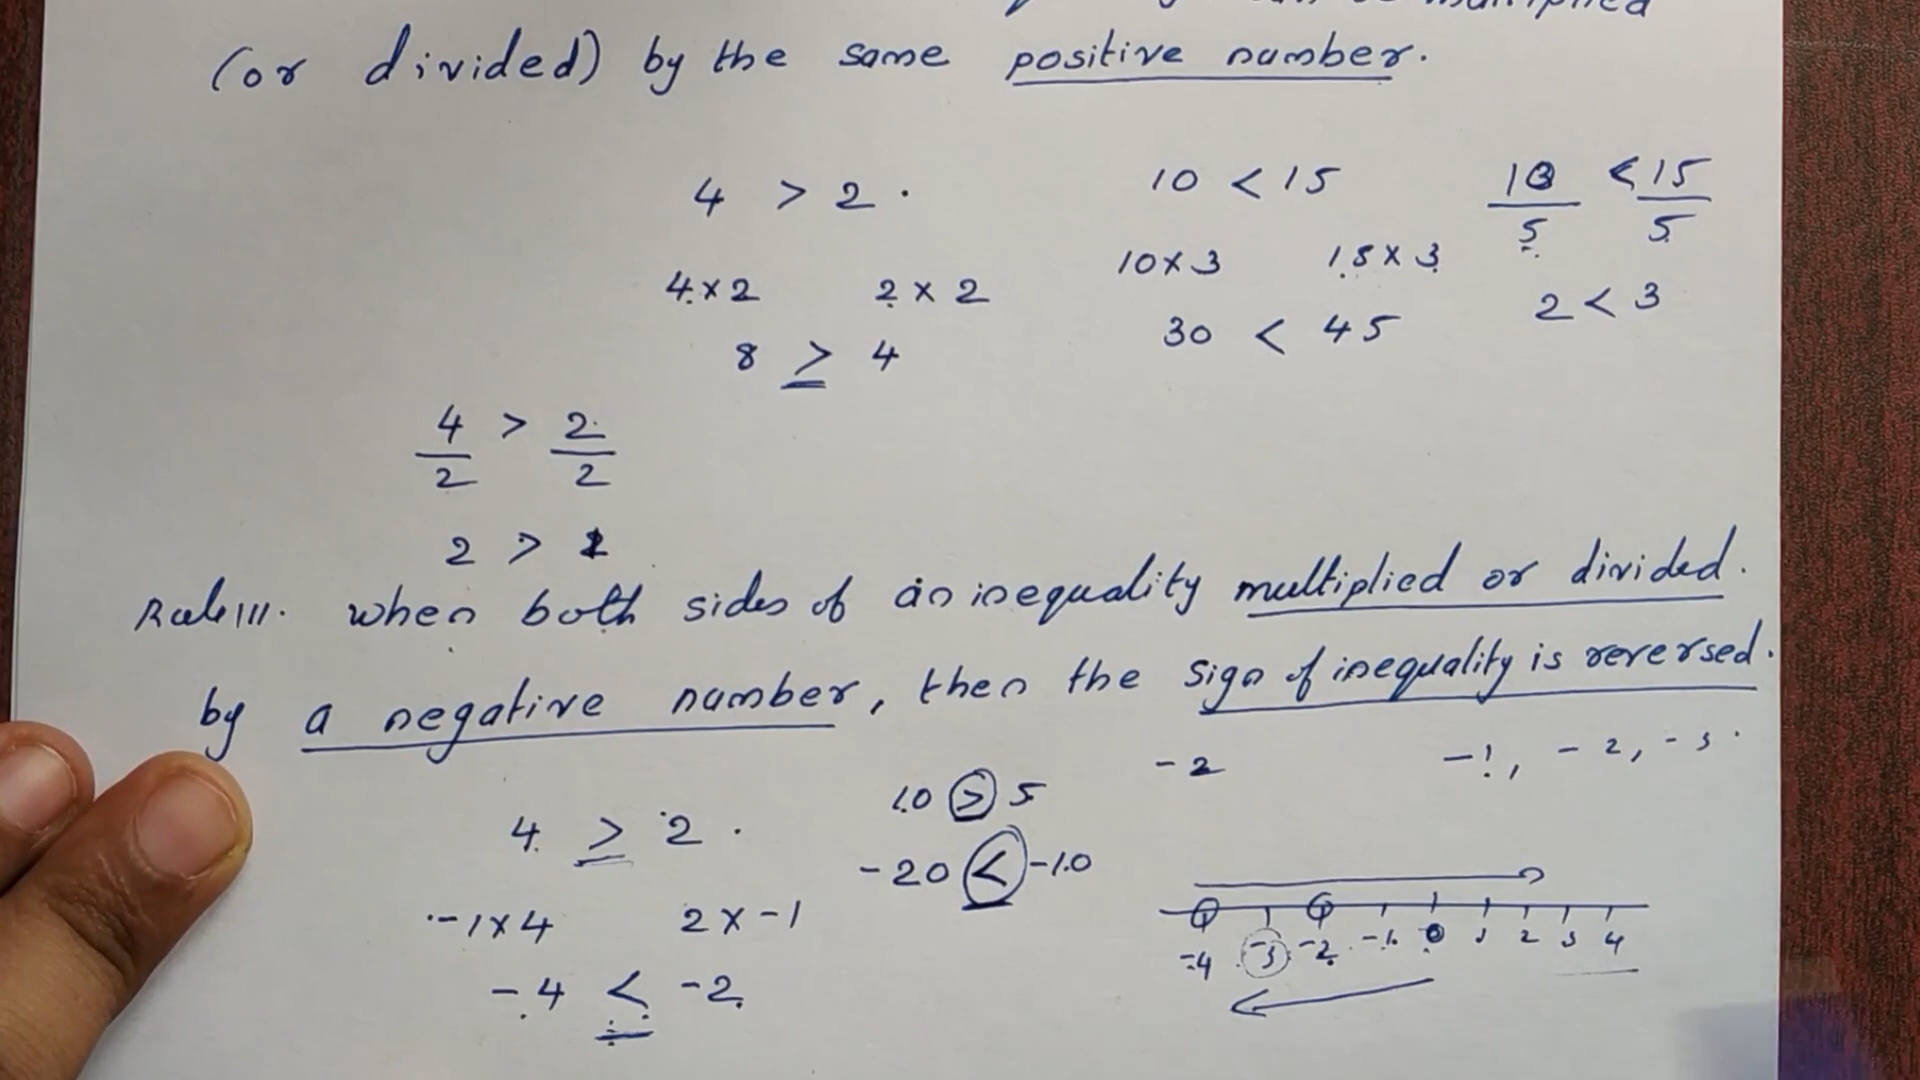 multiplied
(or divided) by the same positive number.
4 > 2 .
4 x 2 2 x 2
8 > 4
10 < 15
10 x 3 15 x 3
30 < 45
10/5 < 15/5
2 < 3
4/2 > 2/2
2 > 1
Rule III. When both sides of an inequality multiplied or divided.
by a negative number, then the sign of inequality is reversed.
4 > 2 .
-1 x 4 2 x -1
-4 < -2
10 > 5
-20 < -10
-2 -1, -2, -3
-4 -3 -2 -1 0 1 2 3 4